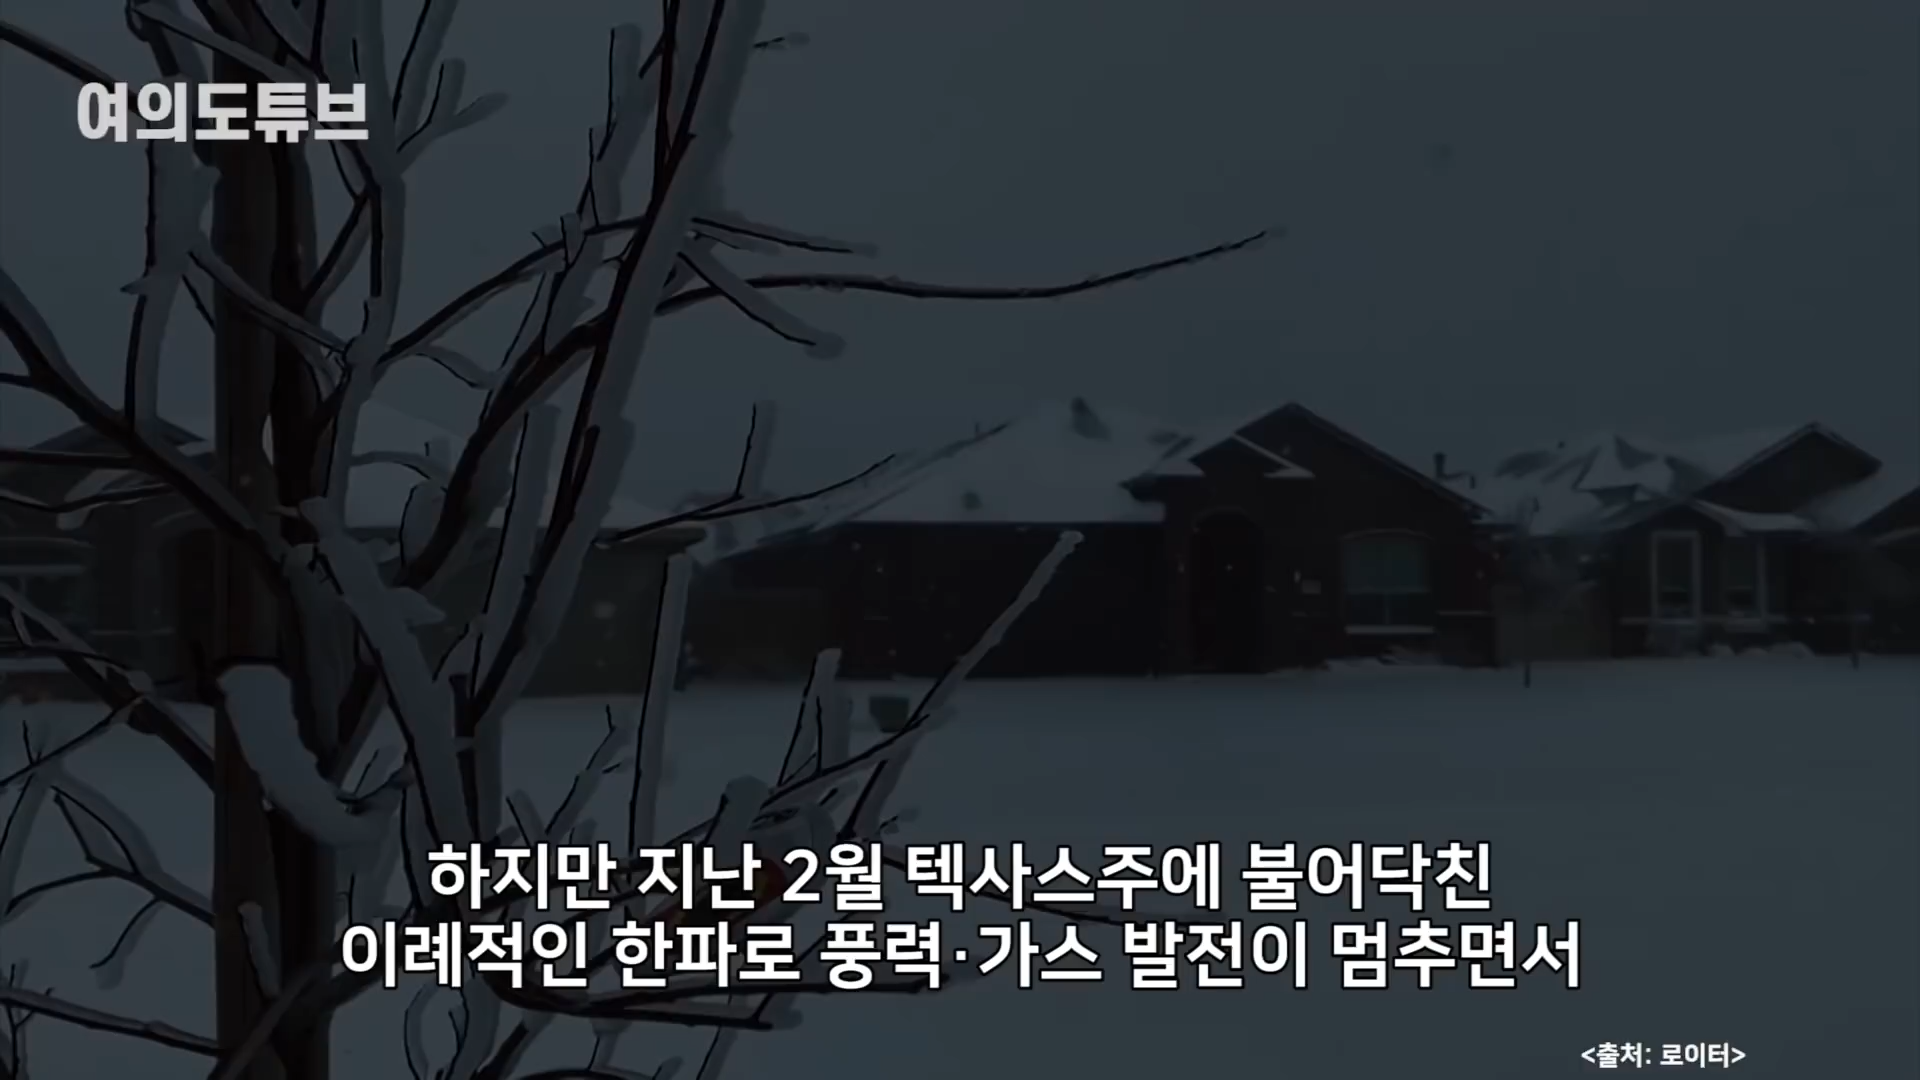 여의도튜브
하지만 지난 2월 텍사스주에 불어닥친
이례적인 한파로 풍력·가스 발전이 멈추면서
<출처: 로이터>